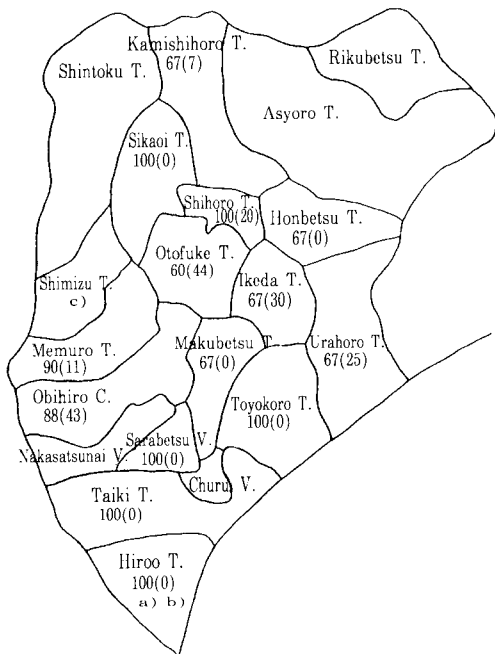 Kamishihoro T.
67(7)
Shintoku T.
Rikubetsu T.
Asyoro T.
Sikaoi T.
100(0)
Shihoro T.
100(20)
Honbetsu T.
67(0)
Otofuke T.
60(44)
Ikeda T.
67(30)
Shimizu T.
c)
Urahoro T.
67(25)
Makubetsu T.
67(0)
Memuro T.
90(11)
Obihiro C.
88(43)
Toyokoro T.
100(0)
Nakasatsunai V.
Sarabetsu V.
100(0)
Churu V.
Taiki T.
100(0)
Hiroo T.
100(0)
a) b)